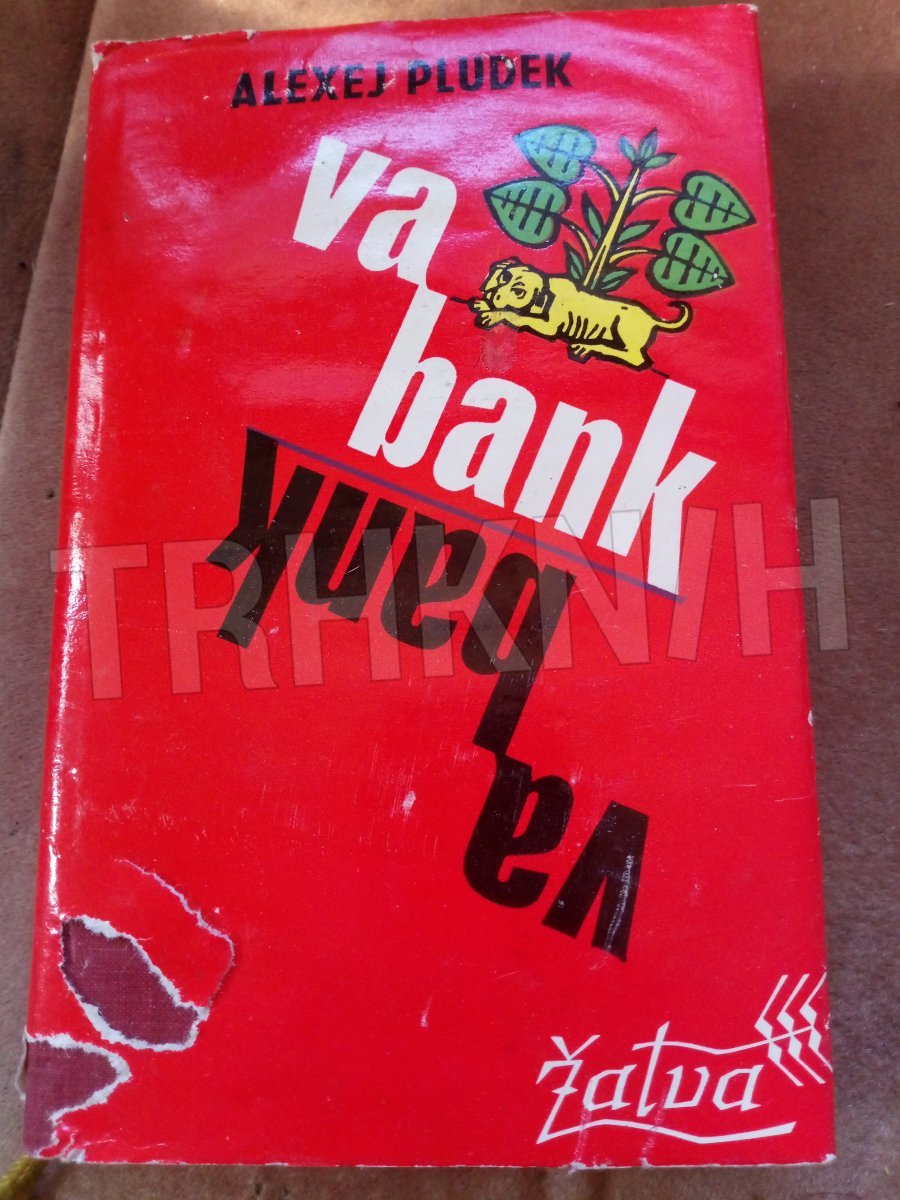 ALEXEJ PLUDEK
va
bank
bank
va
TRHKNIH
žatva